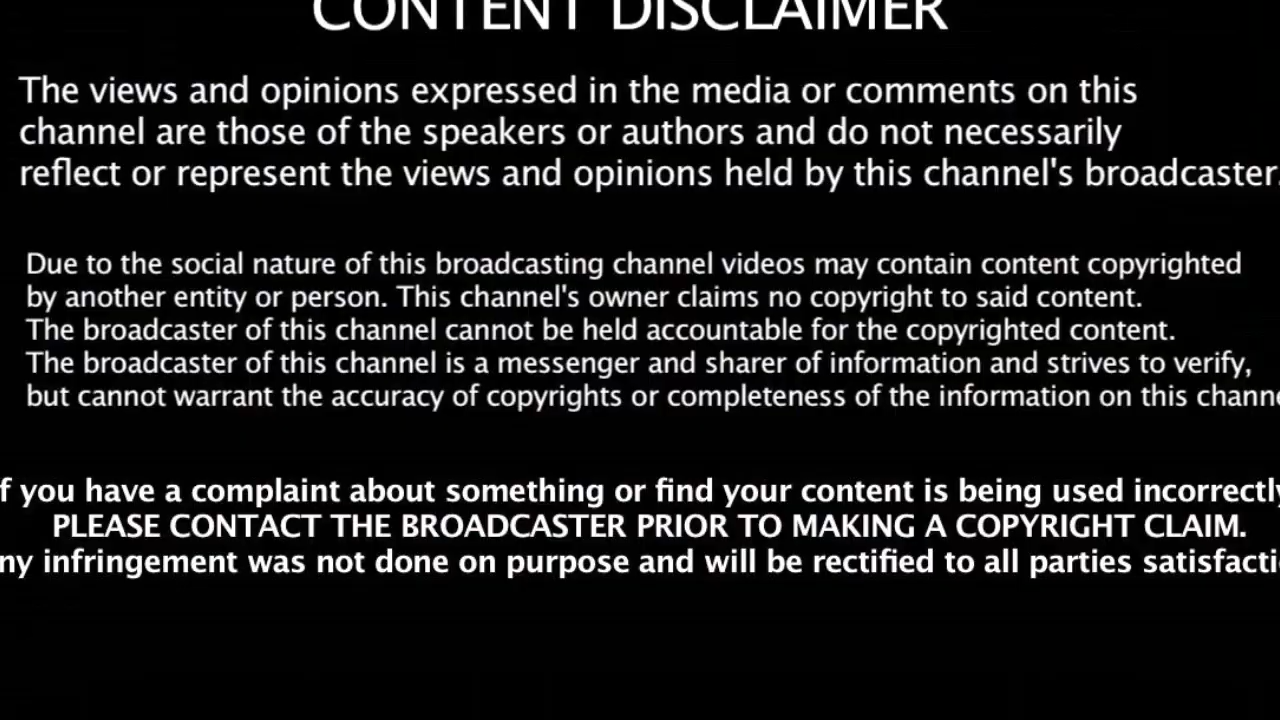 CONTENT DISCLAIMER
The views and opinions expressed in the media or comments on this
channel are those of the speakers or authors and do not necessarily
reflect or represent the views and opinions held by this channel's broadcaster.
Due to the social nature of this broadcasting channel videos may contain content copyrighted
by another entity or person. This channel's owner claims no copyright to said content.
The broadcaster of this channel cannot be held accountable for the copyrighted content.
The broadcaster of this channel is a messenger and sharer of information and strives to verify,
but cannot warrant the accuracy of copyrights or completeness of the information on this channe
f you have a complaint about something or find your content is being used incorrectly
PLEASE CONTACT THE BROADCASTER PRIOR TO MAKING A COPYRIGHT CLAIM.
ny infringement was not done on purpose and will be rectified to all parties satisfacti